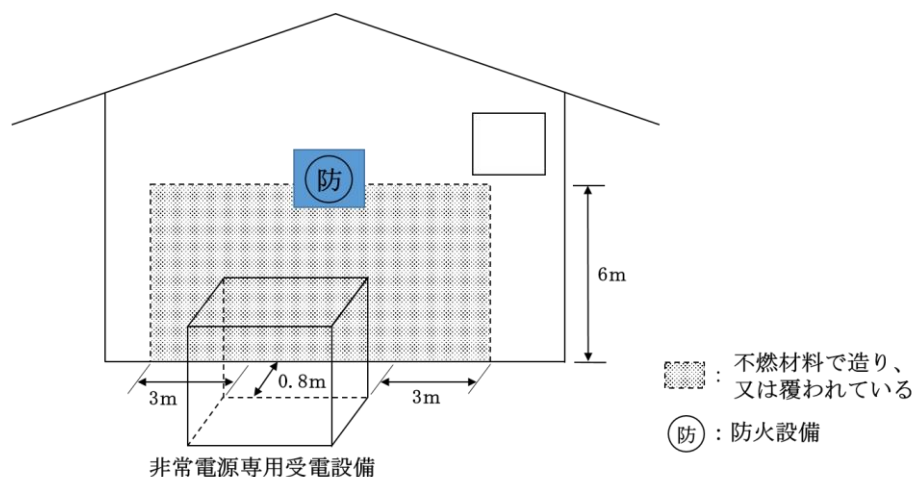 防
6m
0.8m
3m
3m
非常電源専用受電設備
：不燃材料で造り、
又は覆われている
防：防火設備